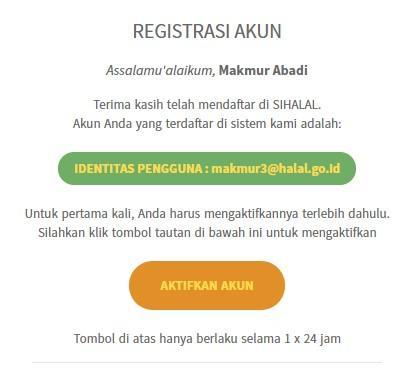 REGISTRASI AKUN
Assalamu'alaikum, Makmur Abadi
Terima kasih telah mendaftar di SIHALAL.
Akun Anda yang terdaftar di sistem kami adalah:
IDENTITAS PENGGUNA : makmur3@halal.go.id
Untuk pertama kali, Anda harus mengaktifkannya terlebih dahulu.
Silahkan klik tombol tautan di bawah ini untuk mengaktifkan
AKTIFKAN AKUN
Tombol di atas hanya berlaku selama 1 x 24 jam